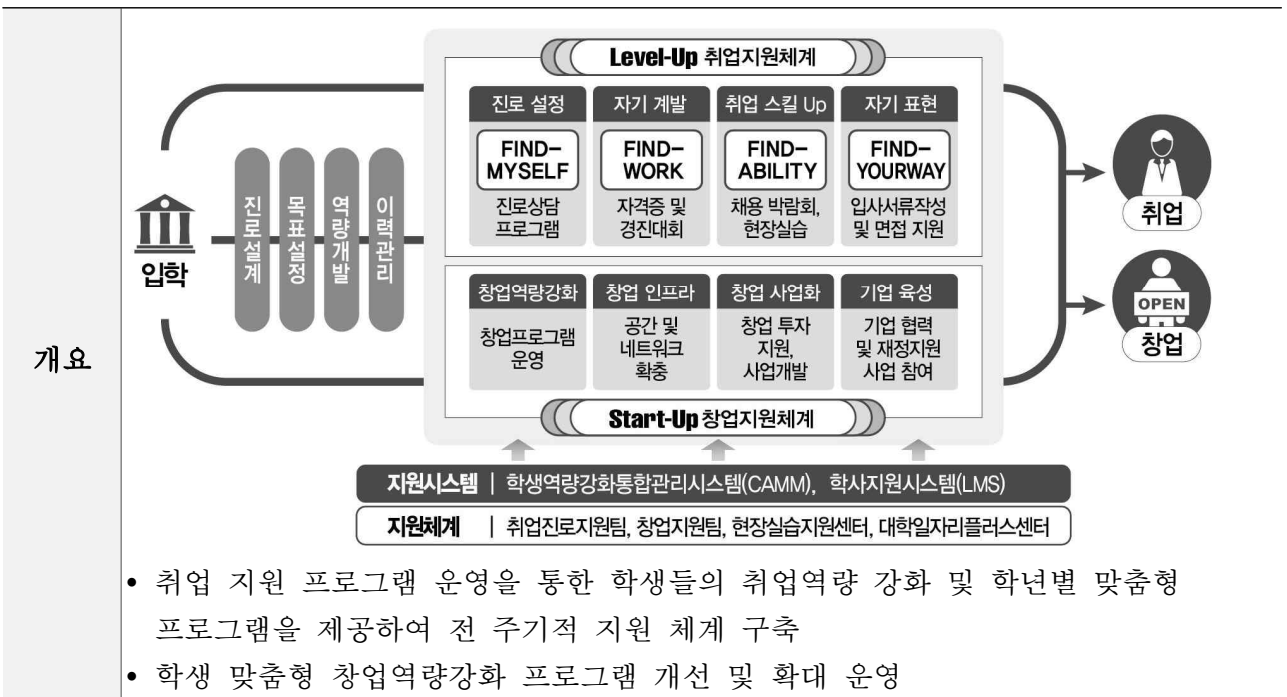 개요
Level-Up 취업지원체계
진로 설정
FIND-
MYSELF
진로상담
프로그램
자기 계발
FIND-
WORK
자격증 및
경진대회
취업 스킬 Up
FIND-
ABILITY
채용 박람회,
현장실습
자기 표현
FIND-
YOURWAY
입사서류작성
및 면접 지원
입학
진로설계
목표설정
역량개발
이력관리
창업역량강화
창업프로그램
운영
창업 인프라
공간 및
네트워크
확충
창업 사업화
창업 투자
지원,
사업개발
기업 육성
기업 협력
및 재정지원
사업 참여
Start-Up 창업지원체계
취업
OPEN
창업
지원시스템 | 학생역량강화통합관리시스템(CAMM), 학사지원시스템(LMS)
지원체계 | 취업진로지원팀, 창업지원팀, 현장실습지원센터, 대학일자리플러스센터
• 취업 지원 프로그램 운영을 통한 학생들의 취업역량 강화 및 학년별 맞춤형
프로그램을 제공하여 전 주기적 지원 체계 구축
• 학생 맞춤형 창업역량강화 프로그램 개선 및 확대 운영